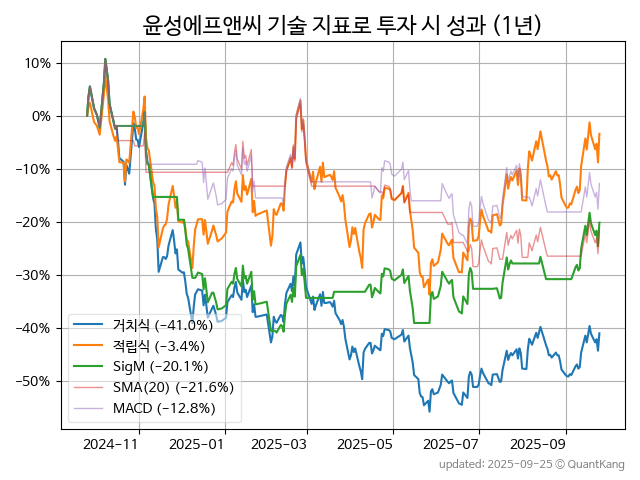 윤성에프앤씨 기술 지표로 투자 시 성과 (1년)
10%
0%
−10%
−20%
−30%
−40%
−50%
거치식 (−41.0%)
적립식 (−3.4%)
SigM (−20.1%)
SMA(20) (−21.6%)
MACD (−12.8%)
2024−11 2025−01 2025−03 2025−05 2025−07 2025−09
updated: 2025−09−25 © QuantKang